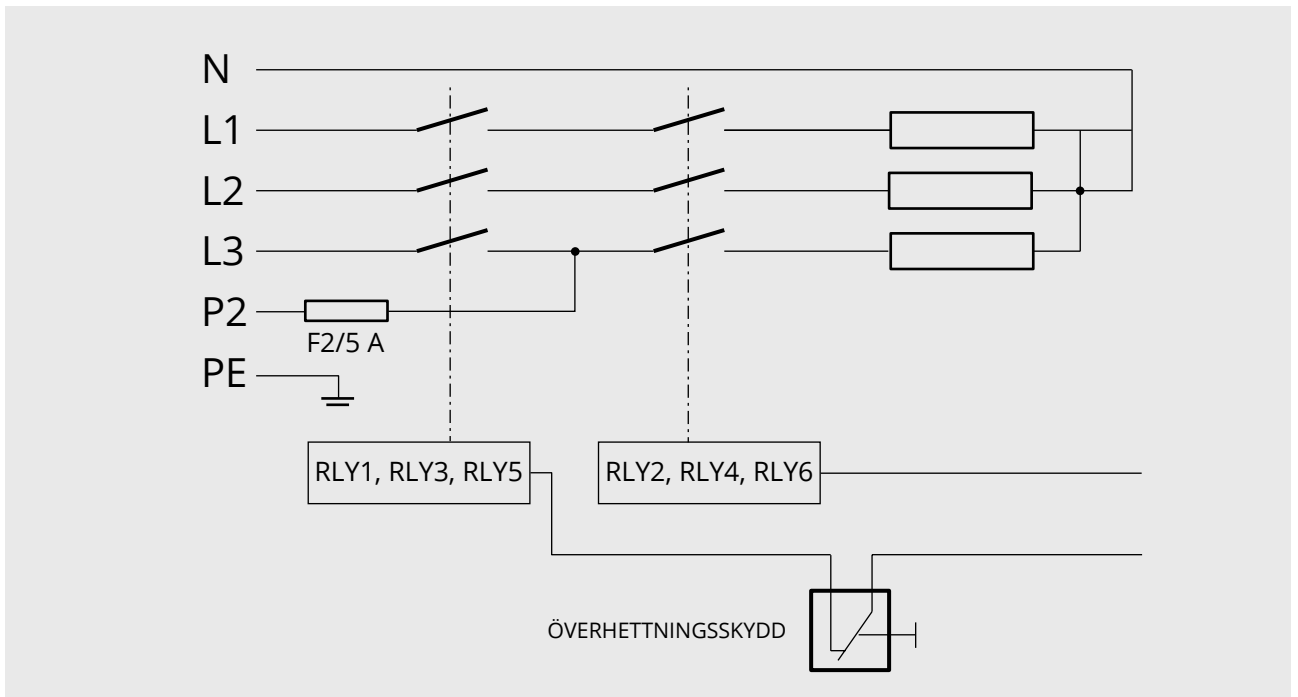 N
L1
L2
L3
P2
F2/5 A
PE
RLY1, RLY3, RLY5
RLY2, RLY4, RLY6
ÖVERHETTNINGSSKYDD